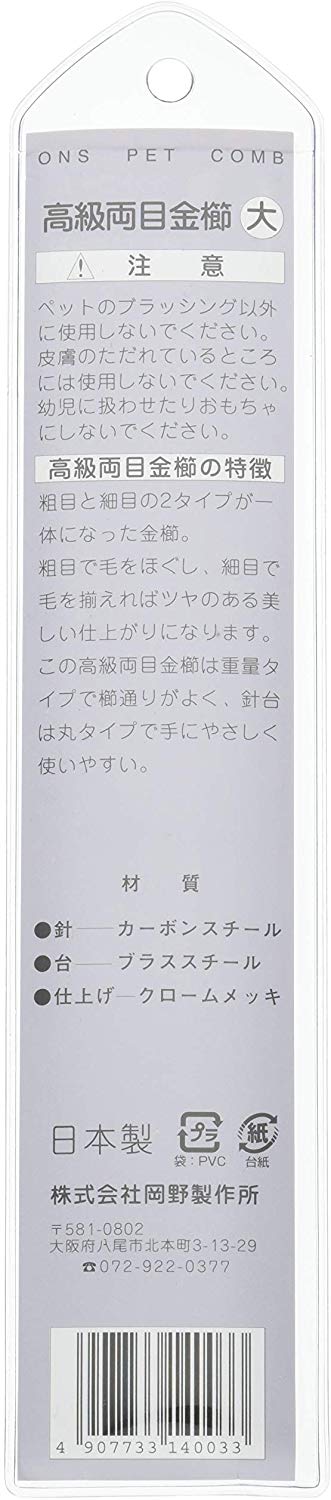 ONS PET COMB
高級両目金櫛 大
注意
ペットのブラッシング以外
に使用しないでください。
皮膚のただれているところ
には使用しないでください。
幼児に扱わせたりおもちゃ
にしないでください。
高級両目金櫛の特徴
粗目と細目の2タイプが一
体になった金櫛。
粗目で毛をほぐし、細目で
毛を揃えればツヤのある美
しい仕上がりになります。
この高級両目金櫛は重量タ
イプで櫛通りがよく、針台
は丸タイプで手にやさしく
使いやすい。
材質
●針──カーボンスチール
●台─ブラススチール
●仕上げ─クロームメッキ
日本製
プラ
袋:PVC
紙
台紙
株式会社岡野製作所
〒581-0802
大阪府八尾市北本町3-13-29
☎072-922-0377
4 907733 140033